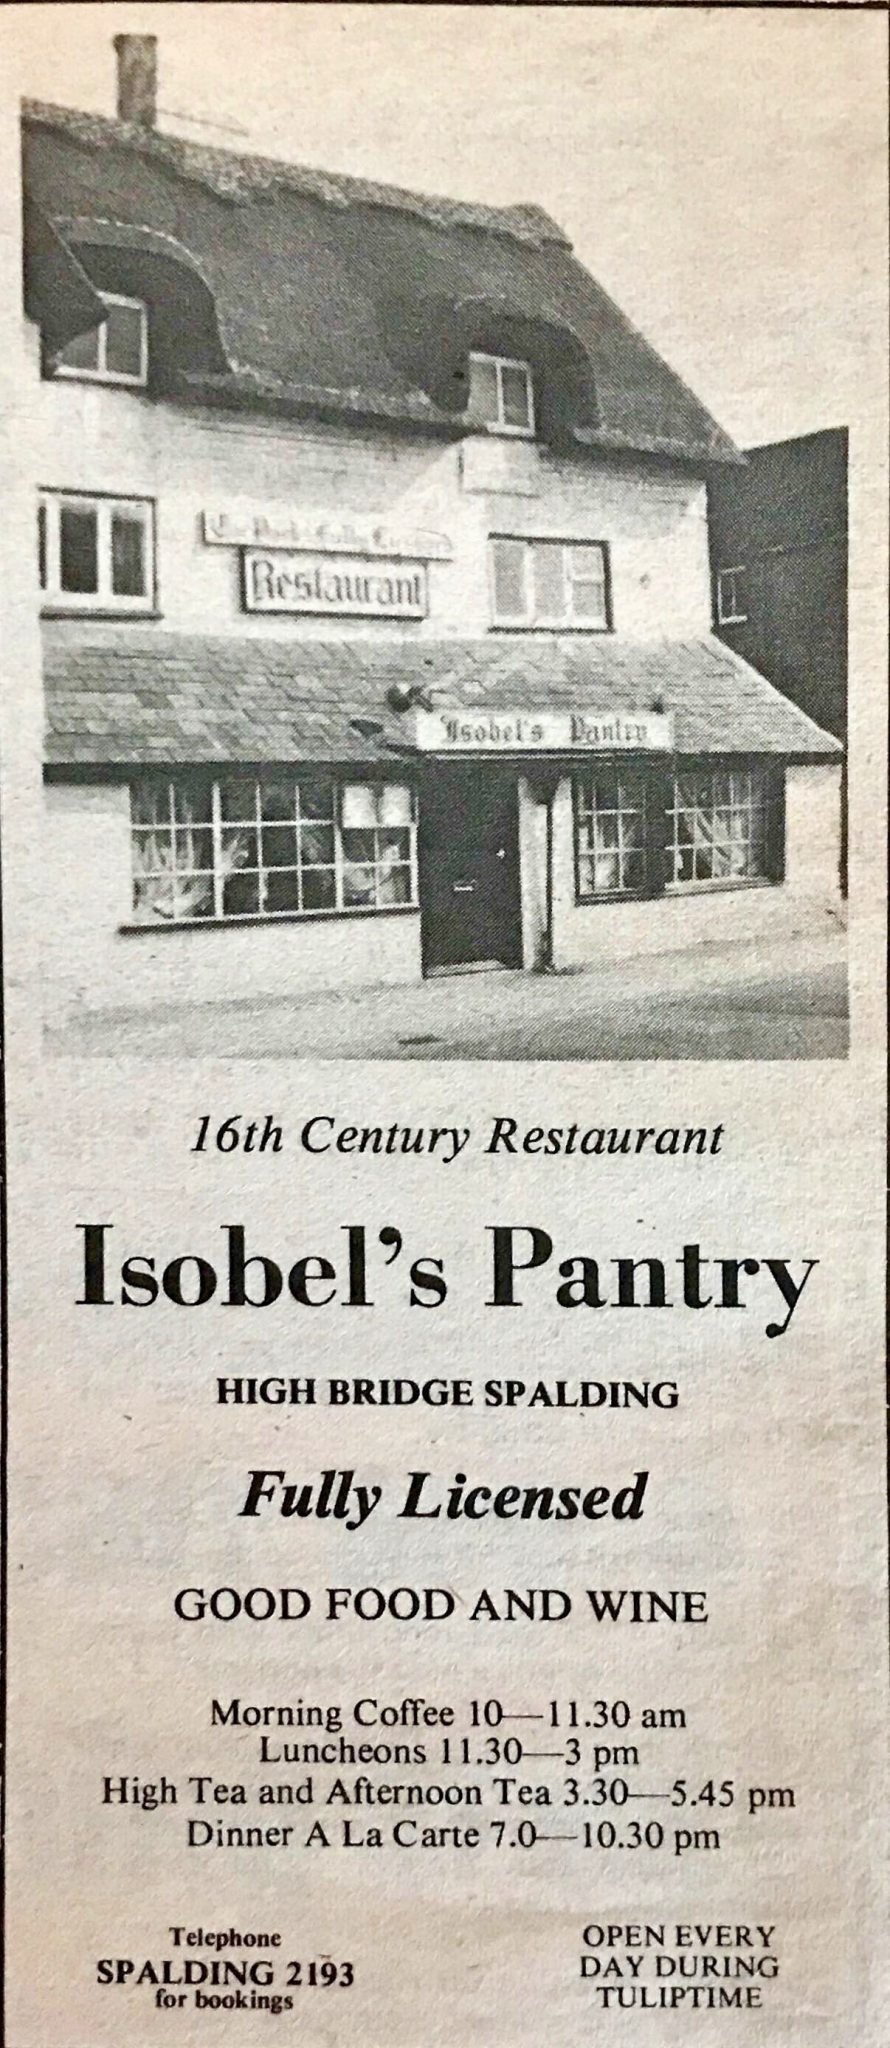 Restaurant
Isobel's Pantry
16th Century Restaurant
Isobel's Pantry
HIGH BRIDGE SPALDING
Fully Licensed
GOOD FOOD AND WINE
Morning Coffee 10—11.30 am
Luncheons 11.30—3 pm
High Tea and Afternoon Tea 3.30—5.45 pm
Dinner A La Carte 7.0—10.30 pm
Telephone
SPALDING 2193
for bookings
OPEN EVERY
DAY DURING
TULIPTIME